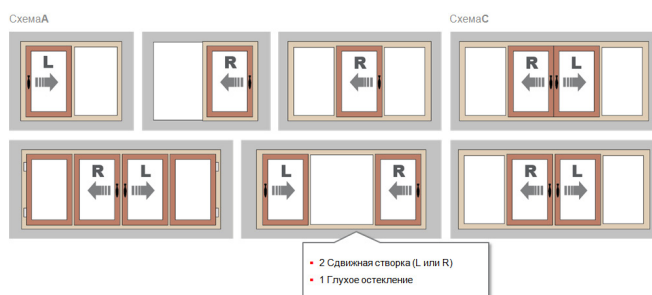 СхемаA
СхемаC
L
R
R
R L
R L
L R
R L
2 Сдвижная створка (L или R)
1 Глухое остекление